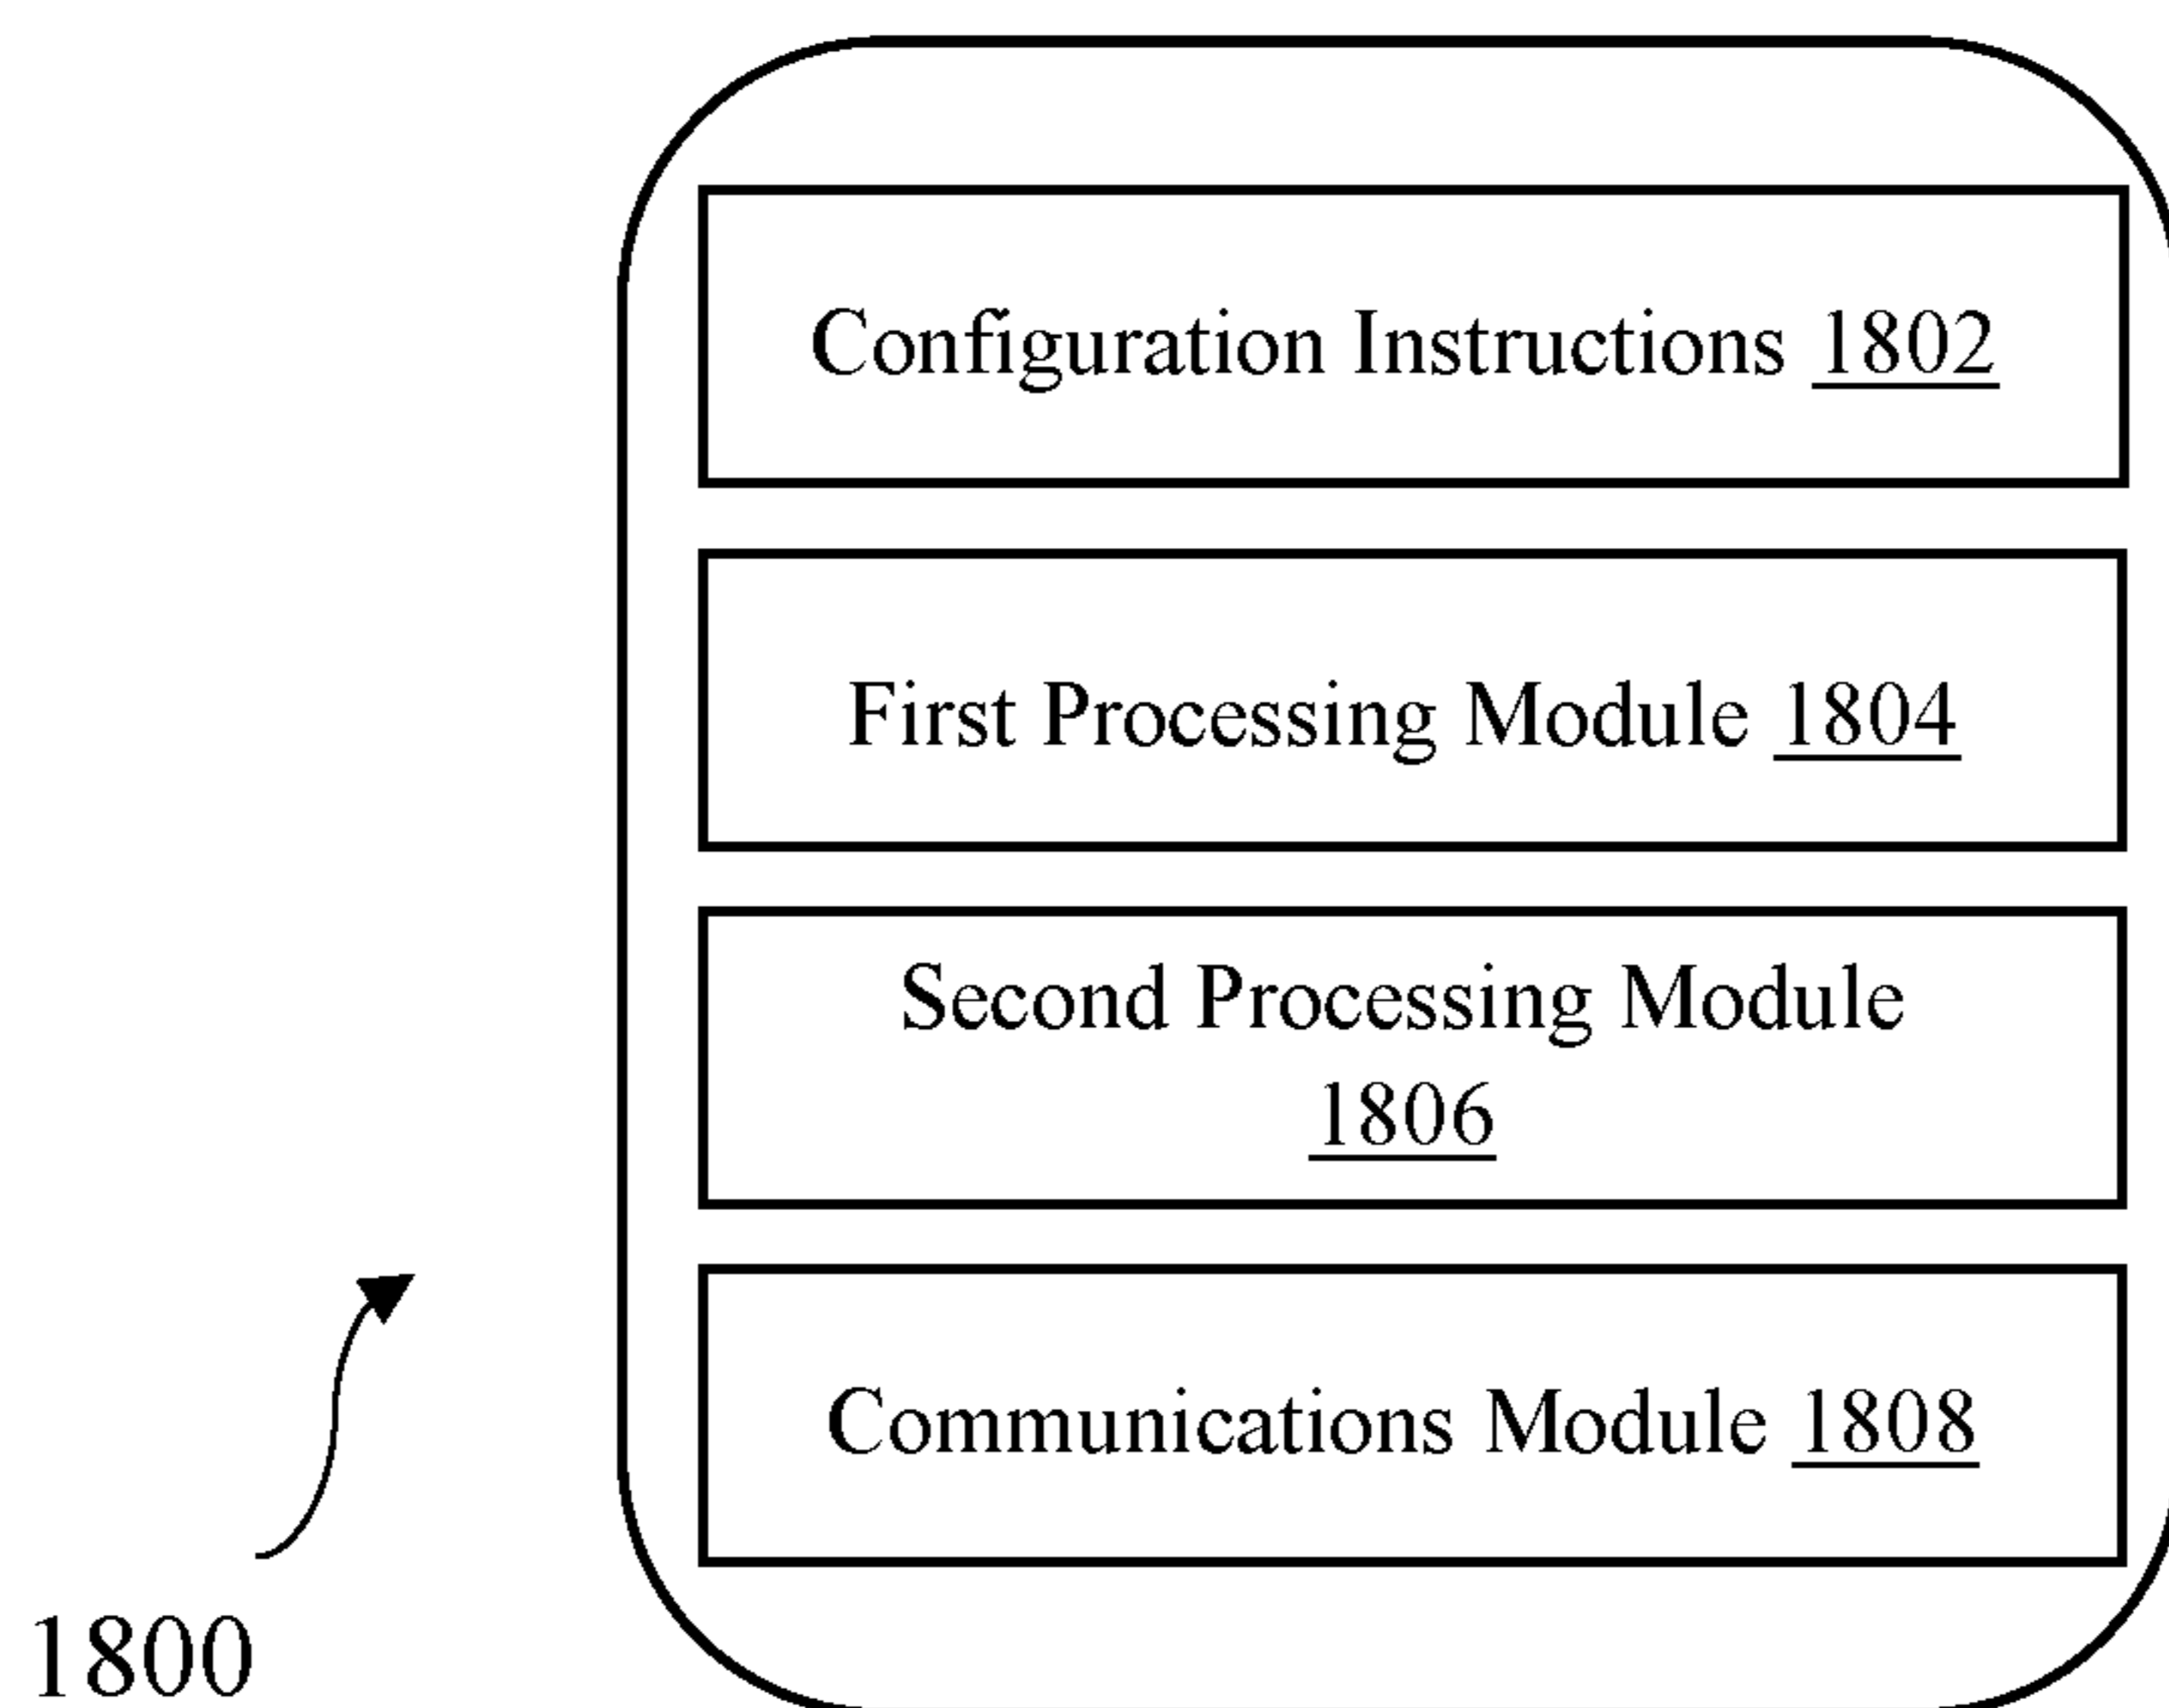 Configuration Instructions 1802
First Processing Module 1804
Second Processing Module
1806
Communications Module 1808
1800